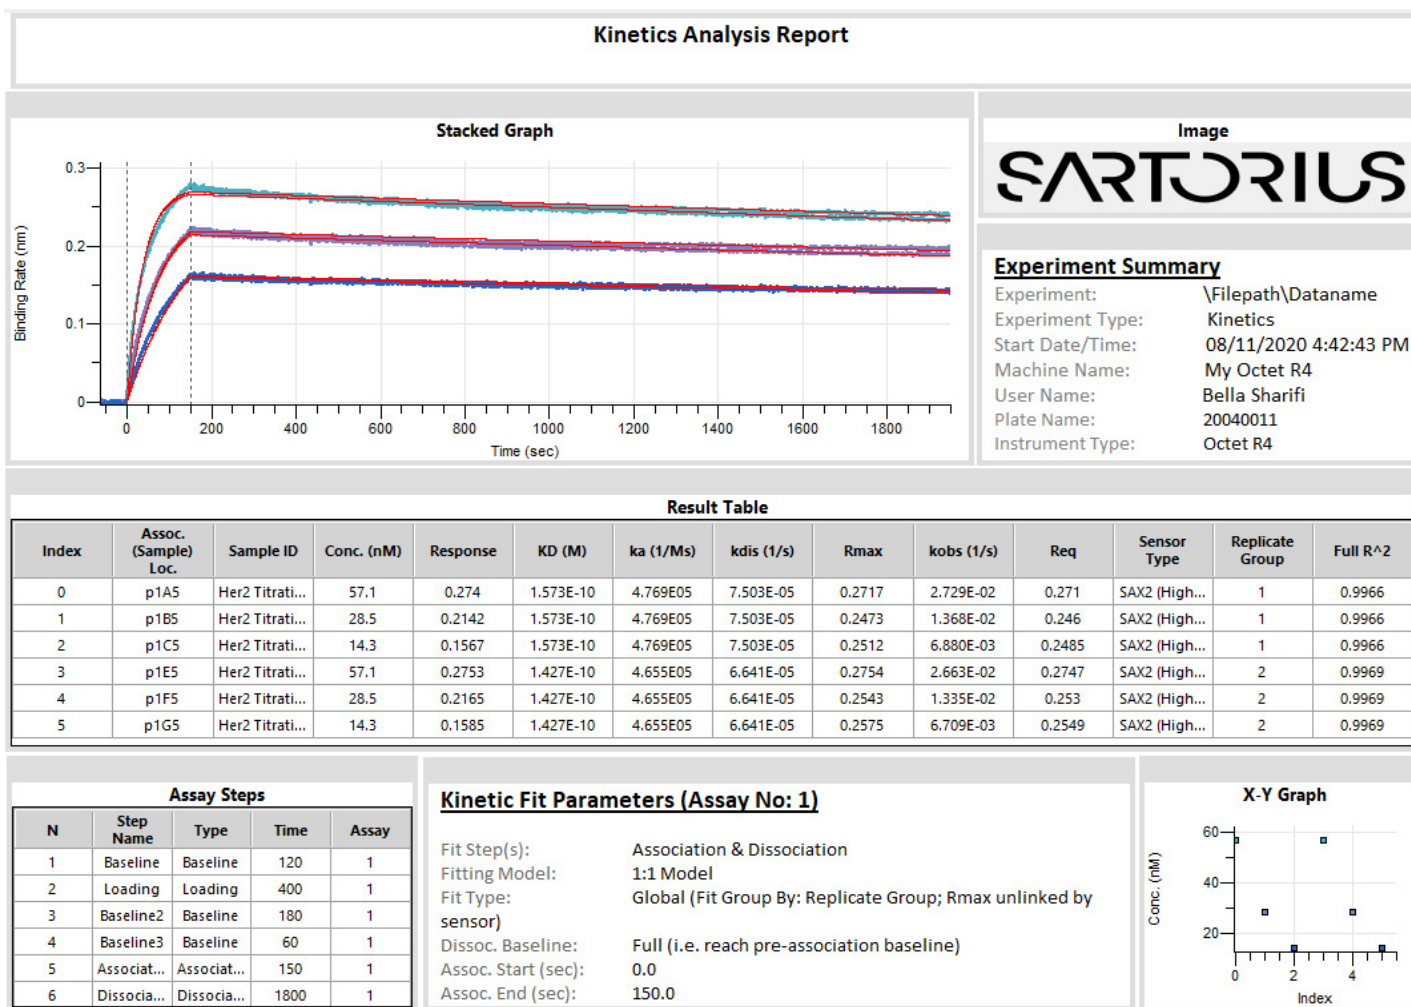 Kinetics Analysis Report
Stacked Graph
0.3
0.2
0.1
0
Binding Rate (nm)
0 200 400 600 800 1000 1200 1400 1600 1800
Time (sec)
Image
SARTORIUS
Experiment Summary
Experiment: \Filepath\Dataname
Experiment Type: Kinetics
Start Date/Time: 08/11/2020 4:42:43 PM
Machine Name: My Octet R4
User Name: Bella Sharifi
Plate Name: 20040011
Instrument Type: Octet R4
Result Table
Index Assoc. (Sample) Loc. Sample ID Conc. (nM) Response KD (M) ka (1/Ms) kdis (1/s) Rmax kobs (1/s) Req Sensor Type Replicate Group Full R^2
0 p1A5 Her2 Titrati... 57.1 0.274 1.573E-10 4.769E05 7.503E-05 0.2717 2.729E-02 0.271 SAX2 (High... 1 0.9966
1 p1B5 Her2 Titrati... 28.5 0.2142 1.573E-10 4.769E05 7.503E-05 0.2473 1.368E-02 0.246 SAX2 (High... 1 0.9966
2 p1C5 Her2 Titrati... 14.3 0.1567 1.573E-10 4.769E05 7.503E-05 0.2512 6.880E-03 0.2485 SAX2 (High... 1 0.9966
3 p1E5 Her2 Titrati... 57.1 0.2753 1.427E-10 4.655E05 6.641E-05 0.2754 2.663E-02 0.2747 SAX2 (High... 2 0.9969
4 p1F5 Her2 Titrati... 28.5 0.2165 1.427E-10 4.655E05 6.641E-05 0.2543 1.335E-02 0.253 SAX2 (High... 2 0.9969
5 p1G5 Her2 Titrati... 14.3 0.1585 1.427E-10 4.655E05 6.641E-05 0.2575 6.709E-03 0.2549 SAX2 (High... 2 0.9969
Assay Steps
N Step Name Type Time Assay
1 Baseline Baseline 120 1
2 Loading Loading 400 1
3 Baseline2 Baseline 180 1
4 Baseline3 Baseline 60 1
5 Associat... Associat... 150 1
6 Dissocia... Dissocia... 1800 1
Kinetic Fit Parameters (Assay No: 1)
Fit Step(s): Association & Dissociation
Fitting Model: 1:1 Model
Fit Type: Global (Fit Group By: Replicate Group; Rmax unlinked by
sensor)
Dissoc. Baseline: Full (i.e. reach pre-association baseline)
Assoc. Start (sec): 0.0
Assoc. End (sec): 150.0
X-Y Graph
60
40
20
Conc. (nM)
0 2 4
Index